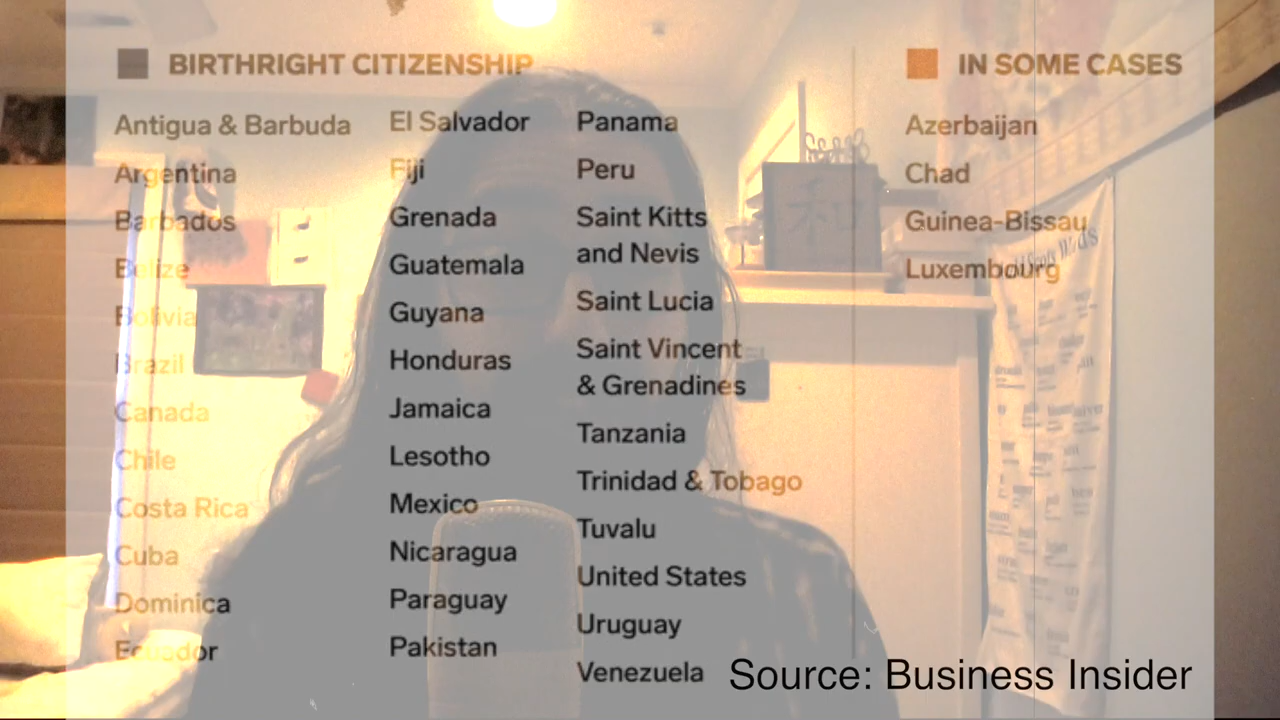 BIRTHRIGHT CITIZENSHIP
Antigua & Barbuda
Argentina
Barbados
Belize
Bolivia
Brazil
Canada
Chile
Costa Rica
Cuba
Dominica
Ecuador
El Salvador
Fiji
Grenada
Guatemala
Guyana
Honduras
Jamaica
Lesotho
Mexico
Nicaragua
Paraguay
Pakistan
Panama
Peru
Saint Kitts
and Nevis
Saint Lucia
Saint Vincent
& Grenadines
Tanzania
Trinidad & Tobago
Tuvalu
United States
Uruguay
Venezuela
IN SOME CASES
Azerbaijan
Chad
Guinea-Bissau
Luxembourg
和
Source: Business Insider